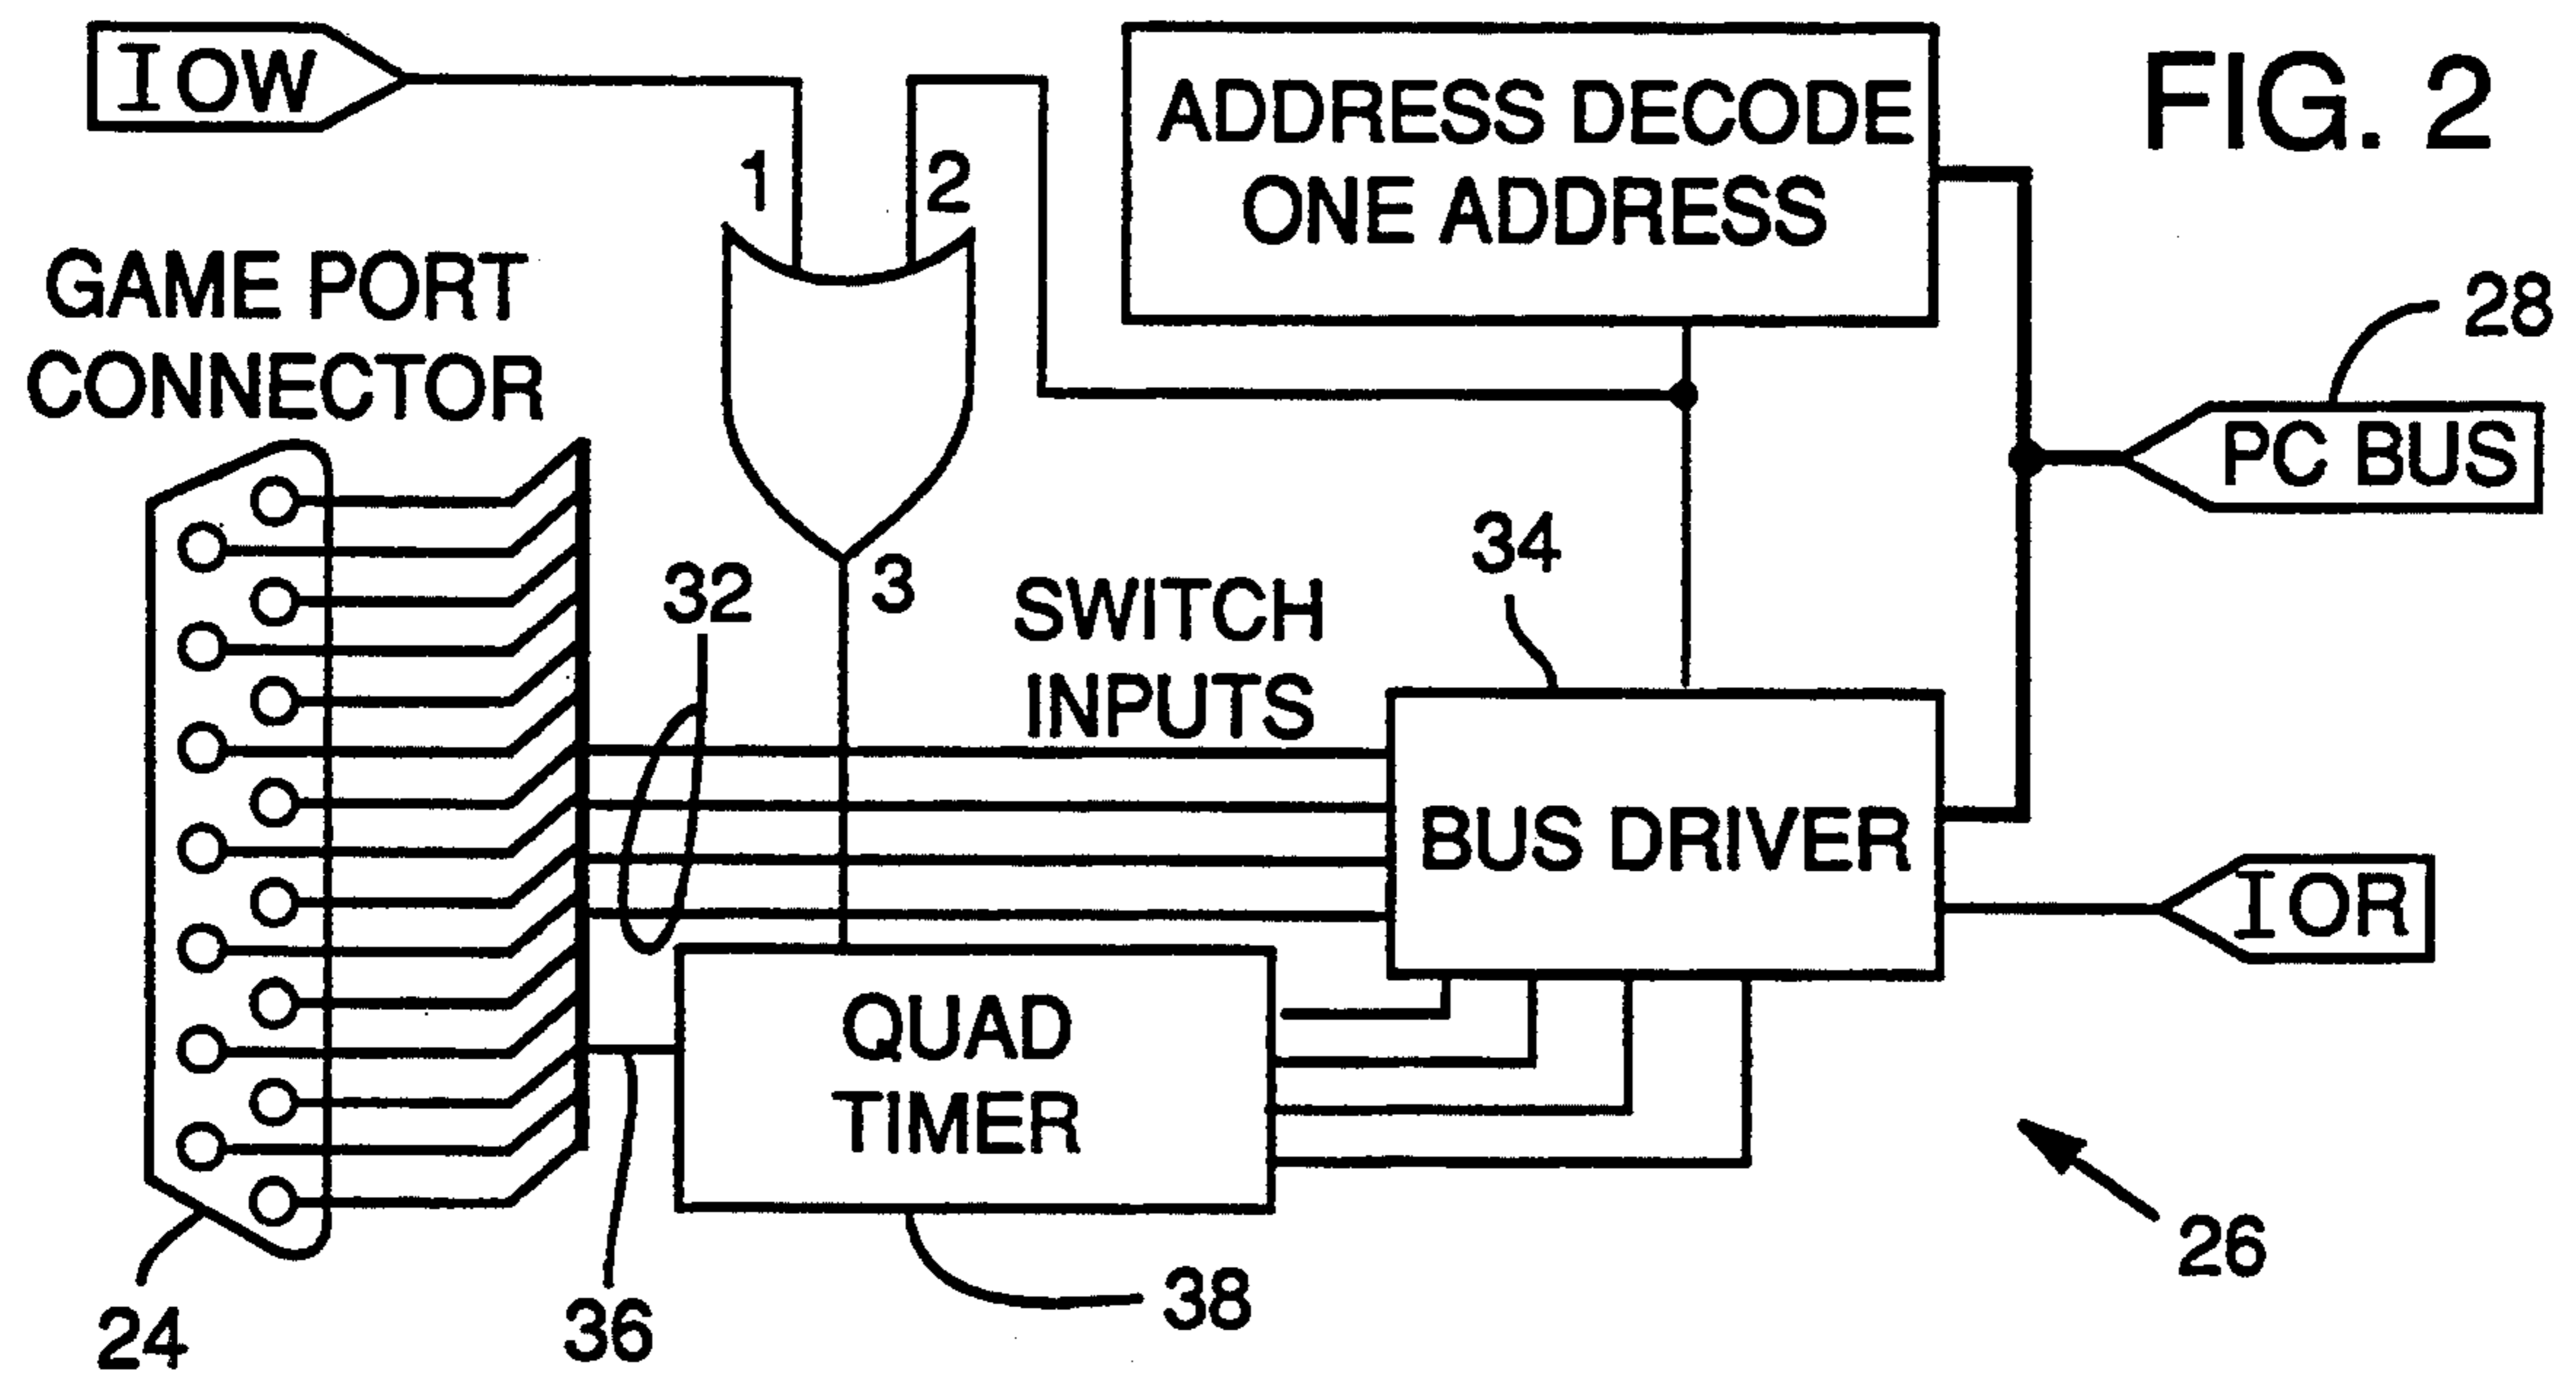 IOW
ADDRESS DECODE
ONE ADDRESS
FIG. 2
1
2
GAME PORT
CONNECTOR
28
PC BUS
3
32
SWITCH
INPUTS
34
BUS DRIVER
IOR
QUAD
TIMER
26
24
36
38